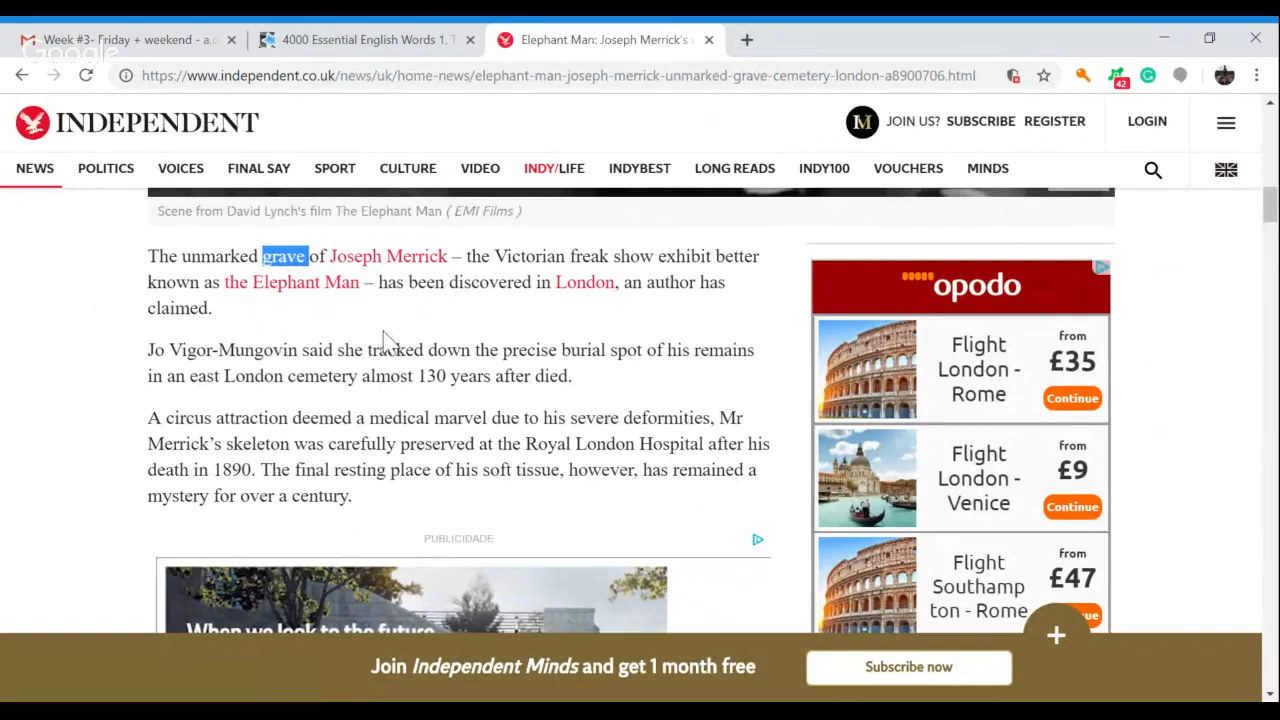 Week #3- Friday + weekend - a.c
4000 Essential English Words 1, T
Elephant Man: Joseph Merrick's
Google
https://www.independent.co.uk/news/uk/home-news/elephant-man-joseph-merrick-unmarked-grave-cemetery-london-a8900706.html
42
INDEPENDENT
M JOIN US? SUBSCRIBE REGISTER
LOGIN
NEWS POLITICS VOICES FINAL SAY SPORT CULTURE VIDEO INDY/LIFE INDYBEST LONG READS INDY100 VOUCHERS MINDS
Scene from David Lynch's film The Elephant Man ( EMI Films )
The unmarked grave of Joseph Merrick – the Victorian freak show exhibit better
known as the Elephant Man – has been discovered in London, an author has
claimed.
Jo Vigor-Mungovin said she tracked down the precise burial spot of his remains
in an east London cemetery almost 130 years after died.
A circus attraction deemed a medical marvel due to his severe deformities, Mr
Merrick’s skeleton was carefully preserved at the Royal London Hospital after his
death in 1890. The final resting place of his soft tissue, however, has remained a
mystery for over a century.
PUBLICIDADE
When we look to the future
opodo
Flight
London -
Rome
from
£35
Continue
Flight
London -
Venice
from
£9
Continue
Flight
Southamp
ton - Rome
from
£47
ue
+
Join Independent Minds and get 1 month free
Subscribe now